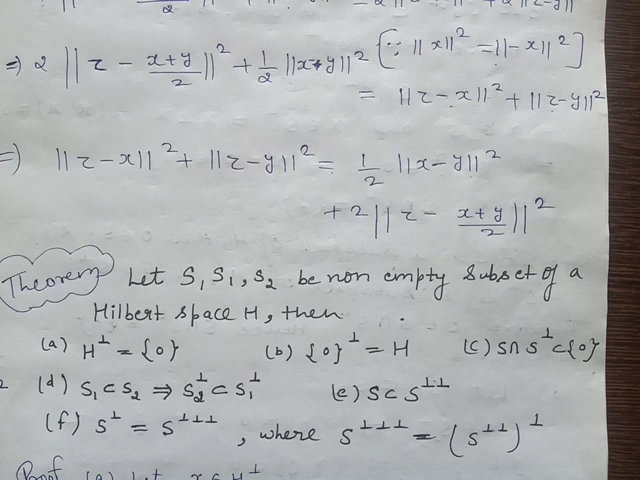 ⇒ 2 ||z − (x+y)/2||² + 1/2 ||x−y||² [∵ ||x||² = ||−x||²]
= ||z−x||² + ||z−y||²
⇒) ||z−x||² + ||z−y||² = 1/2 ||x−y||²
+ 2||z − (x+y)/2||²
Theorem Let S, S₁, S₂ be non empty Subset of a
Hilbert space H, then
(a) H^⊥ = {0} (b) {0}^⊥ = H (c) S∩S^⊥ ⊂ {0}
(d) S₁ ⊂ S₂ ⇒ S₂^⊥ ⊂ S₁^⊥ (e) S ⊂ S^⊥⊥
(f) S^⊥ = S^⊥⊥⊥, where S^⊥⊥⊥ = (S^⊥⊥)^⊥
Proof (a) Let x ∈ H^⊥